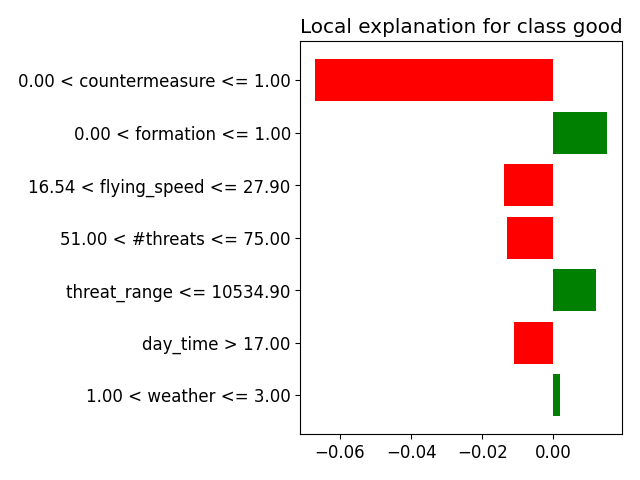 Local explanation for class good
0.00 < countermeasure <= 1.00
0.00 < formation <= 1.00
16.54 < flying_speed <= 27.90
51.00 < #threats <= 75.00
threat_range <= 10534.90
day_time > 17.00
1.00 < weather <= 3.00
−0.06 −0.04 −0.02 0.00